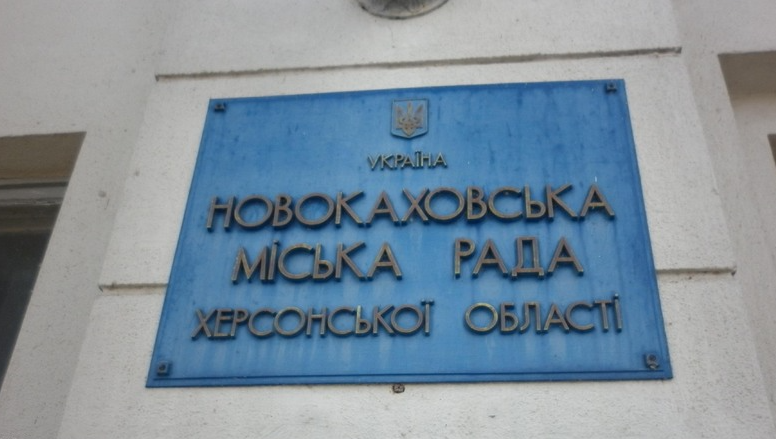 УКРАЇНА
НОВОКАХОВСЬКА
МІСЬКА РАДА
ХЕРСОНСЬКОЇ ОБЛАСТІ